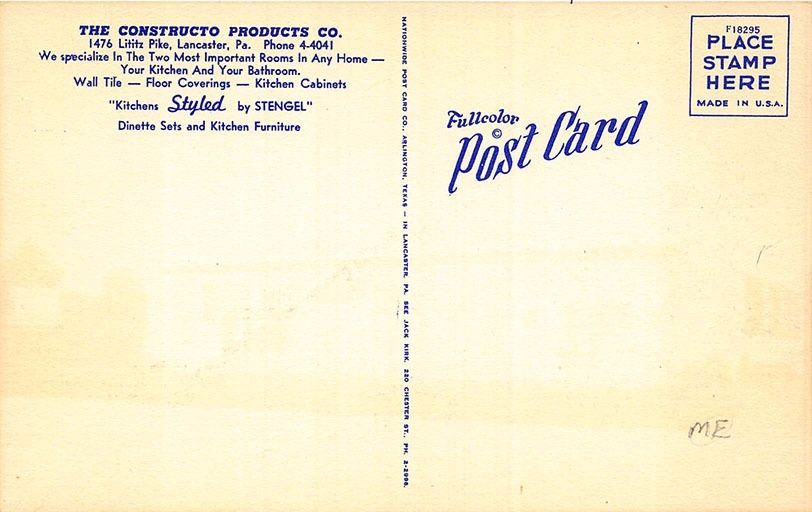 THE CONSTRUCTO PRODUCTS CO.
1476 Lititz Pike, Lancaster, Pa. Phone 4-4041
We specialize In The Two Most Important Rooms In Any Home —
Your Kitchen And Your Bathroom.
Wall Tile — Floor Coverings — Kitchen Cabinets
"Kitchens Styled by STENGEL"
Dinette Sets and Kitchen Furniture
NATIONWIDE POST CARD CO., ARLINGTON, TEXAS — IN LANCASTER, PA. SEE JACK KIRK, 220 CHESTER ST., PH. 2-2998.
Fullcolor
©
Post Card
F18295
PLACE
STAMP
HERE
MADE IN U.S.A.
ME